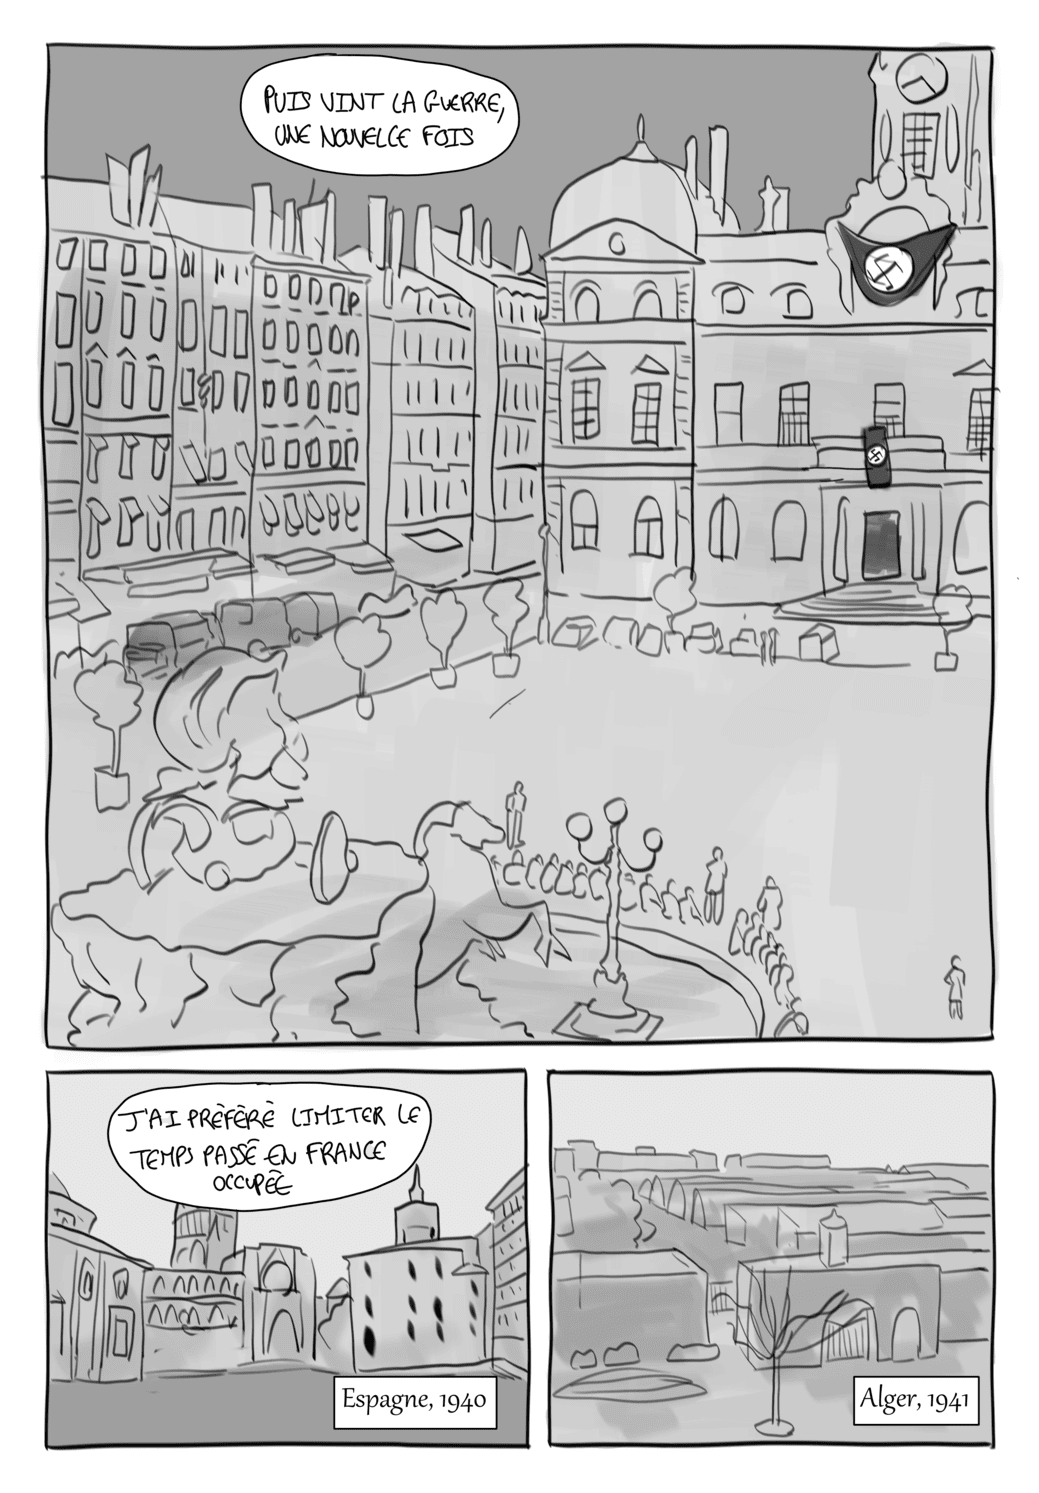 PUIS VINT LA GUERRE,
UNE NOUVELLE FOIS
J'AI PRÉFÉRÉ LIMITER LE
TEMPS PASSÉ EN FRANCE
OCCUPÉE
Espagne, 1940
Alger, 1941